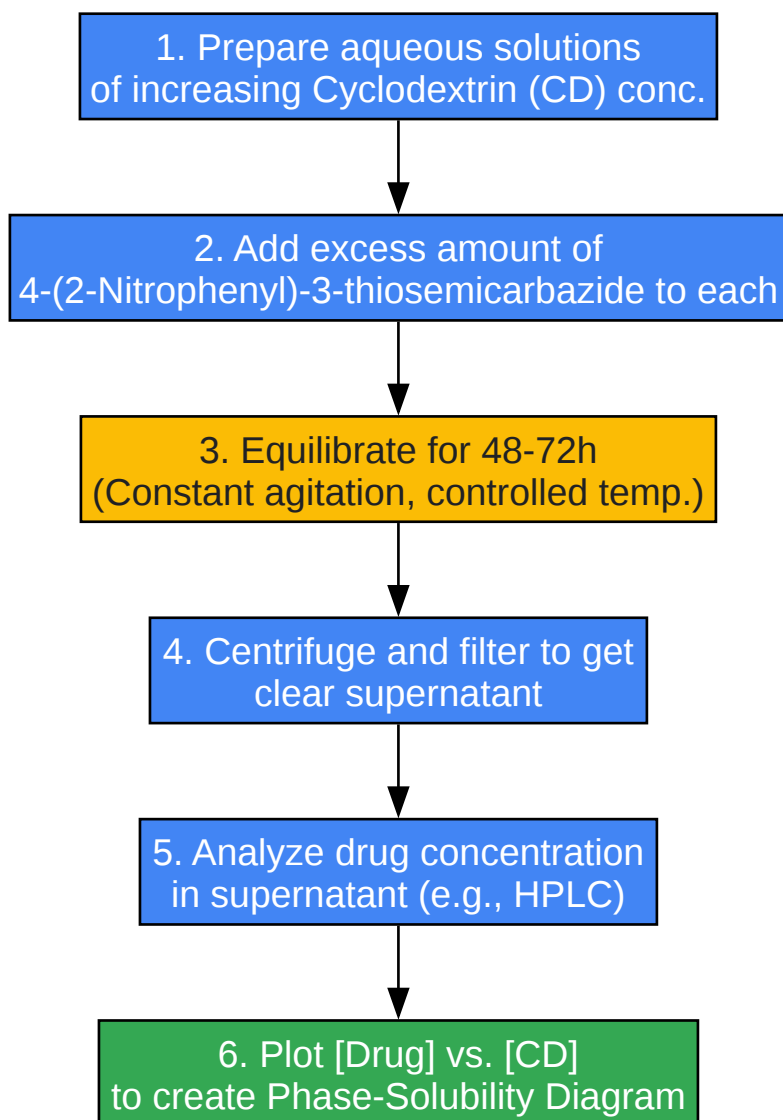 1. Prepare aqueous solutions
of increasing Cyclodextrin (CD) conc.
2. Add excess amount of
4-(2-Nitrophenyl)-3-thiosemicarbazide to each
3. Equilibrate for 48-72h
(Constant agitation, controlled temp.)
4. Centrifuge and filter to get
clear supernatant
5. Analyze drug concentration
in supernatant (e.g., HPLC)
6. Plot [Drug] vs. [CD]
to create Phase-Solubility Diagram